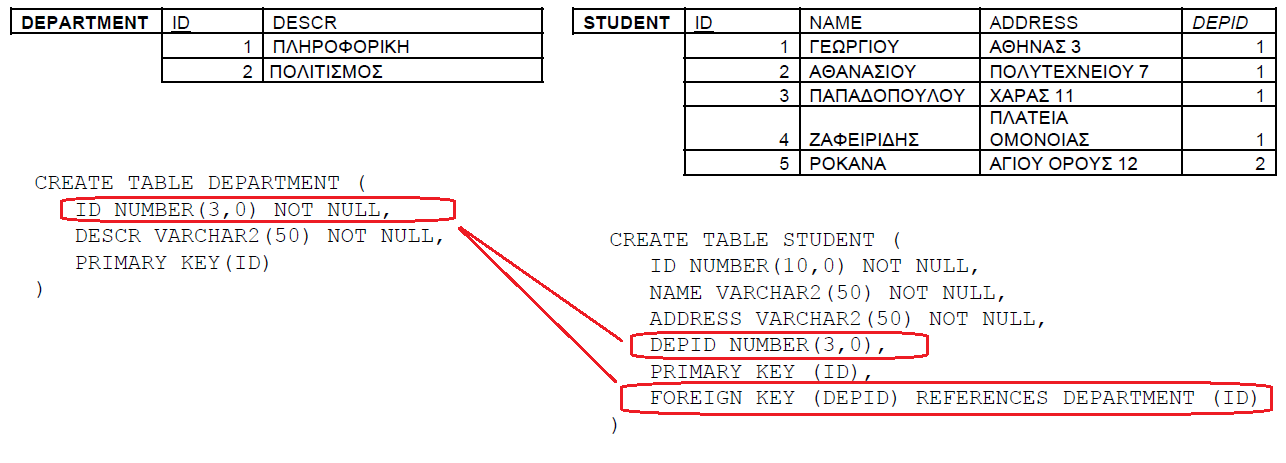 DEPARTMENT ID DESCR
1 ΠΛΗΡΟΦΟΡΙΚΗ
2 ΠΟΛΙΤΙΣΜΟΣ
STUDENT ID NAME ADDRESS DEPID
1 ΓΕΩΡΓΙΟΥ ΑΘΗΝΑΣ 3 1
2 ΑΘΑΝΑΣΙΟΥ ΠΟΛΥΤΕΧΝΕΙΟΥ 7 1
3 ΠΑΠΑΔΟΠΟΥΛΟΥ ΧΑΡΑΣ 11 1
ΠΛΑΤΕΙΑ
4 ΖΑΦΕΙΡΙΔΗΣ ΟΜΟΝΟΙΑΣ 1
5 ΡΟΚΑΝΑ ΑΓΙΟΥ ΟΡΟΥΣ 12 2
CREATE TABLE DEPARTMENT (
ID NUMBER(3,0) NOT NULL,
DESCR VARCHAR2(50) NOT NULL,
PRIMARY KEY(ID)
)
CREATE TABLE STUDENT (
ID NUMBER(10,0) NOT NULL,
NAME VARCHAR2(50) NOT NULL,
ADDRESS VARCHAR2(50) NOT NULL,
DEPID NUMBER(3,0),
PRIMARY KEY (ID),
FOREIGN KEY (DEPID) REFERENCES DEPARTMENT (ID)
)